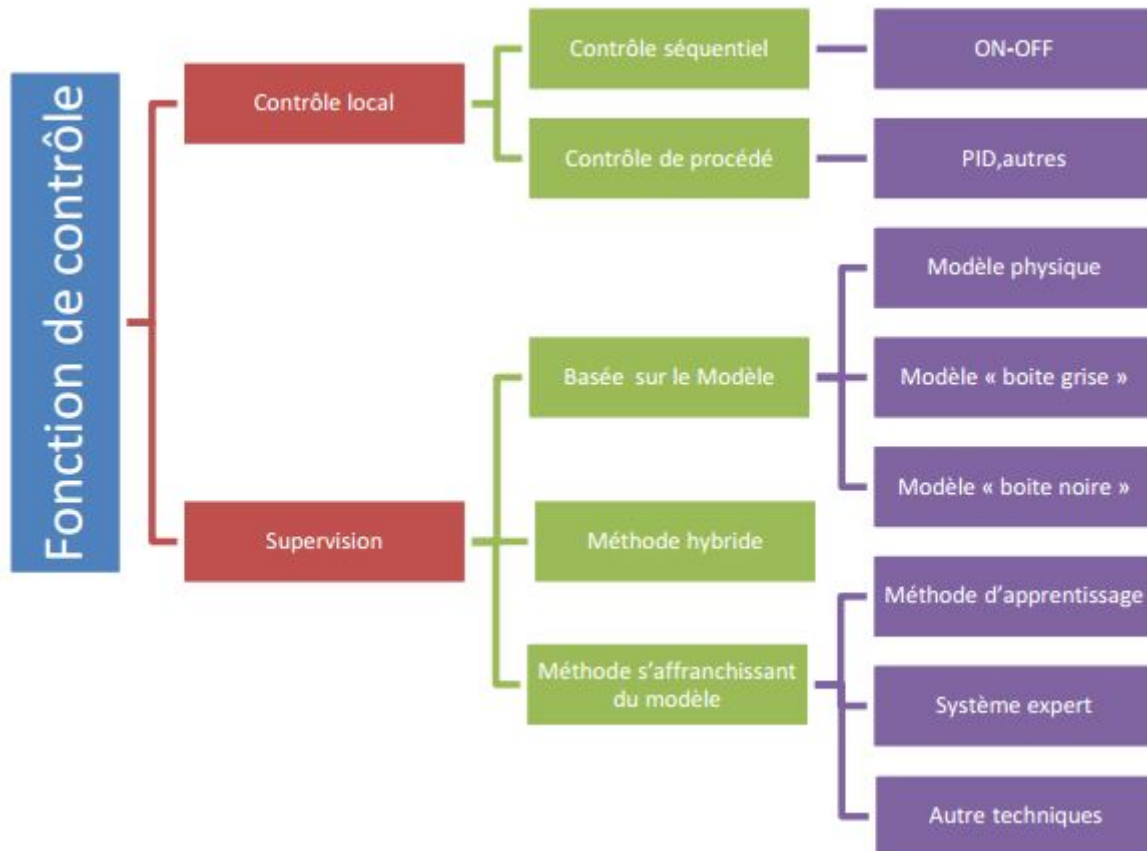 Fonction de contrôle
Contrôle local
Contrôle séquentiel
ON-OFF
Contrôle de procédé
PID,autres
Supervision
Basée sur le Modèle
Modèle physique
Modèle « boite grise »
Modèle « boite noire »
Méthode hybride
Méthode s’affranchissant
du modèle
Méthode d’apprentissage
Système expert
Autre techniques